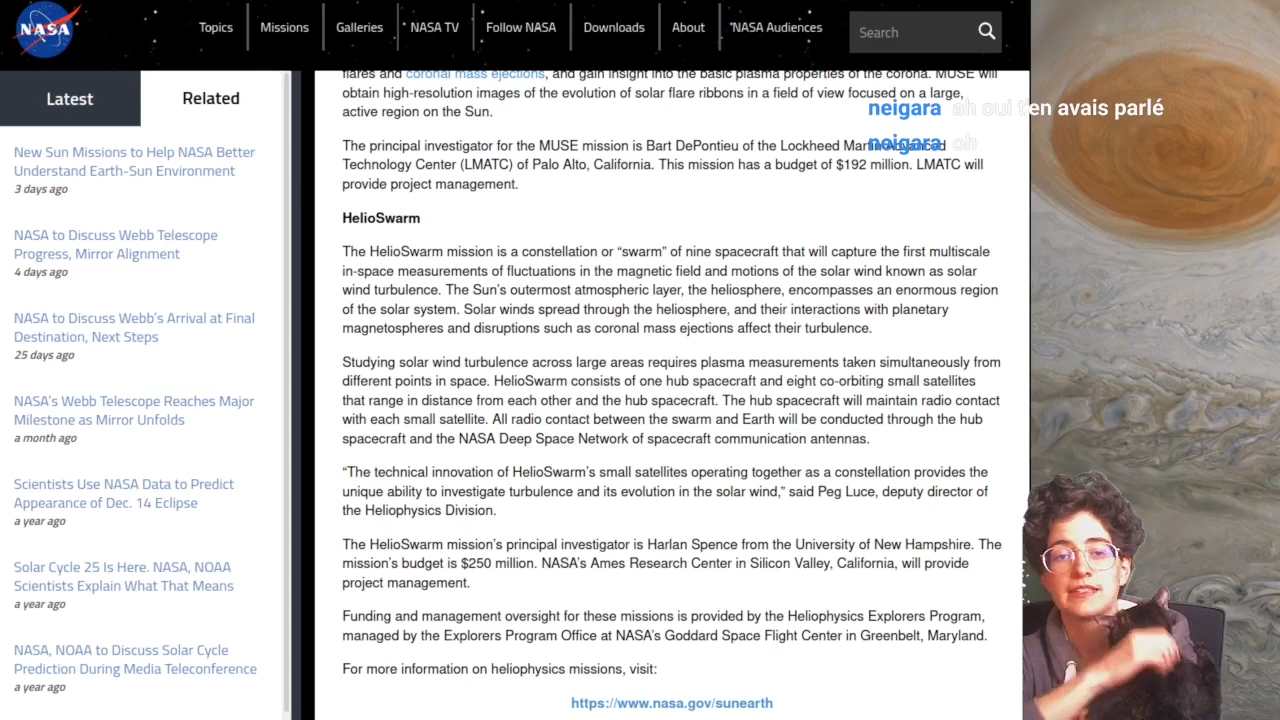 NASA
Topics
Missions
Galleries
NASA TV
Follow NASA
Downloads
About
NASA Audiences
Search
Latest
Related
New Sun Missions to Help NASA Better
Understand Earth-Sun Environment
3 days ago
NASA to Discuss Webb Telescope
Progress, Mirror Alignment
4 days ago
NASA to Discuss Webb's Arrival at Final
Destination, Next Steps
25 days ago
NASA's Webb Telescope Reaches Major
Milestone as Mirror Unfolds
a month ago
Scientists Use NASA Data to Predict
Appearance of Dec. 14 Eclipse
a year ago
Solar Cycle 25 Is Here. NASA, NOAA
Scientists Explain What That Means
a year ago
NASA, NOAA to Discuss Solar Cycle
Prediction During Media Teleconference
a year ago
flares and coronal mass ejections, and gain insight into the basic plasma properties of the corona. MUSE will
obtain high-resolution images of the evolution of solar flare ribbons in a field of view focused on a large,
active region on the Sun.
The principal investigator for the MUSE mission is Bart DePontieu of the Lockheed Martin Advanced
Technology Center (LMATC) of Palo Alto, California. This mission has a budget of $192 million. LMATC will
provide project management.
HelioSwarm
The HelioSwarm mission is a constellation or “swarm” of nine spacecraft that will capture the first multiscale
in-space measurements of fluctuations in the magnetic field and motions of the solar wind known as solar
wind turbulence. The Sun's outermost atmospheric layer, the heliosphere, encompasses an enormous region
of the solar system. Solar winds spread through the heliosphere, and their interactions with planetary
magnetospheres and disruptions such as coronal mass ejections affect their turbulence.
Studying solar wind turbulence across large areas requires plasma measurements taken simultaneously from
different points in space. HelioSwarm consists of one hub spacecraft and eight co-orbiting small satellites
that range in distance from each other and the hub spacecraft. The hub spacecraft will maintain radio contact
with each small satellite. All radio contact between the swarm and Earth will be conducted through the hub
spacecraft and the NASA Deep Space Network of spacecraft communication antennas.
“The technical innovation of HelioSwarm's small satellites operating together as a constellation provides the
unique ability to investigate turbulence and its evolution in the solar wind,” said Peg Luce, deputy director of
the Heliophysics Division.
The HelioSwarm mission's principal investigator is Harlan Spence from the University of New Hampshire. The
mission's budget is $250 million. NASA's Ames Research Center in Silicon Valley, California, will provide
project management.
Funding and management oversight for these missions is provided by the Heliophysics Explorers Program,
managed by the Explorers Program Office at NASA's Goddard Space Flight Center in Greenbelt, Maryland.
For more information on heliophysics missions, visit:
https://www.nasa.gov/sunearth
neigara ah oui t'en avais parlé
neigara oh